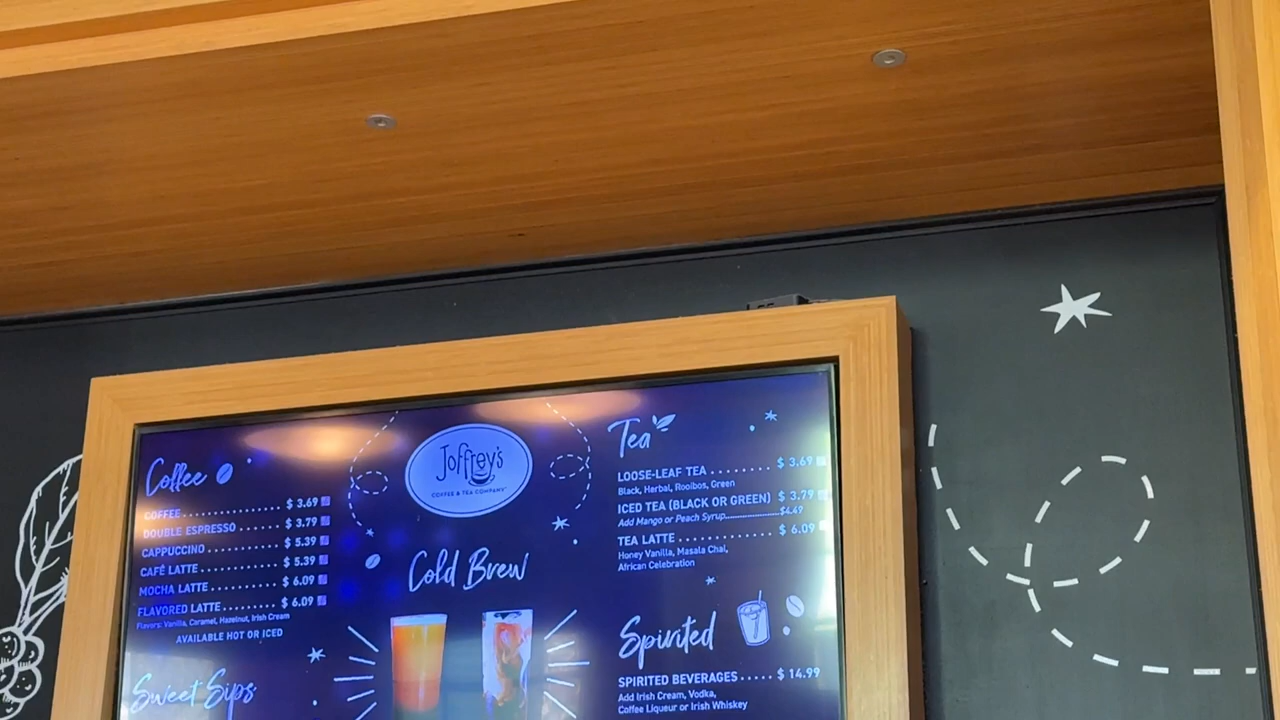 Coffee
COFFEE ................ $ 3.69
DOUBLE ESPRESSO ....... $ 3.79
CAPPUCCINO ............ $ 5.39
CAFÉ LATTE ............ $ 5.39
MOCHA LATTE ........... $ 6.09
FLAVORED LATTE ......... $ 6.09
Flavors: Vanilla, Caramel, Hazelnut, Irish Cream
AVAILABLE HOT OR ICED
Sweet Sips
Joffrey's
COFFEE & TEA COMPANY
Cold Brew
Tea
LOOSE-LEAF TEA ........ $ 3.69
Black, Herbal, Rooibos, Green
ICED TEA (BLACK OR GREEN) $ 3.79
Add Mango or Peach Syrup....................$4.49
TEA LATTE ............ $ 6.09
Honey Vanilla, Masala Chai,
African Celebration
Spirited
SPIRITED BEVERAGES ..... $ 14.99
Add Irish Cream, Vodka,
Coffee Liqueur or Irish Whiskey